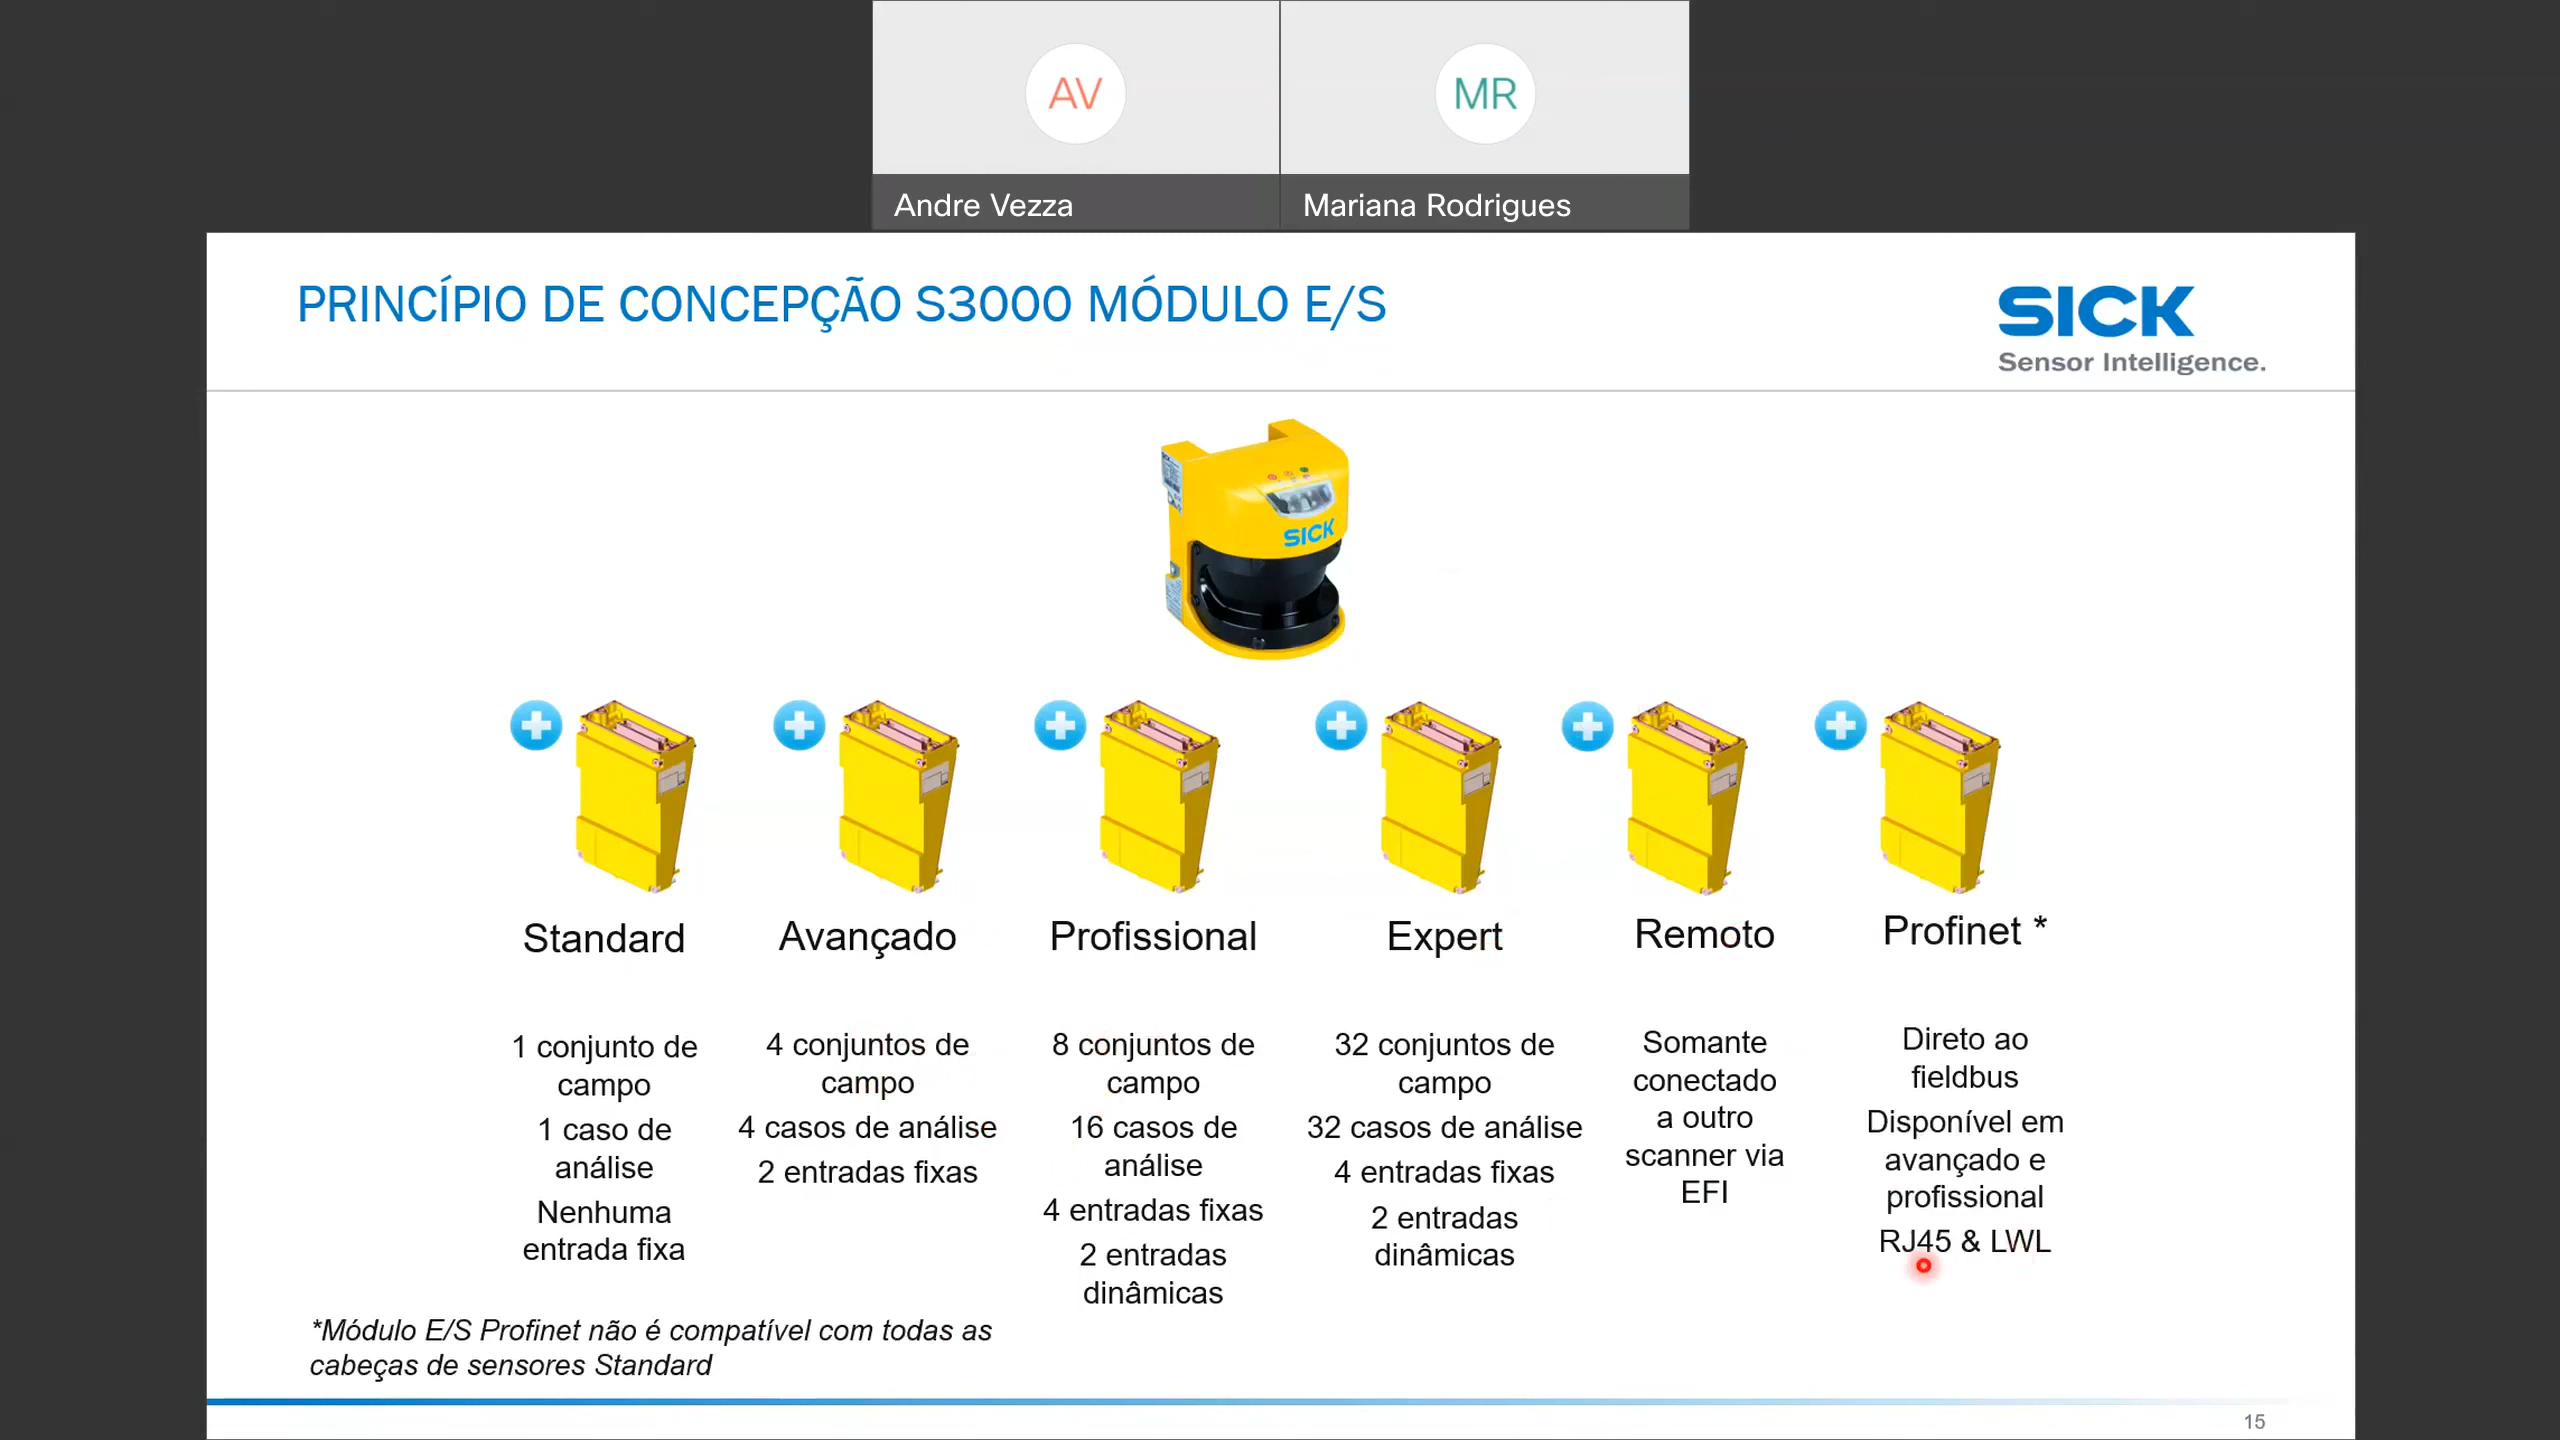 AV
MR
Andre Vezza
Mariana Rodrigues
PRINCÍPIO DE CONCEPÇÃO S3000 MÓDULO E/S
SICK
Sensor Intelligence.
SICK
Standard
Avançado
Profissional
Expert
Remoto
Profinet *
1 conjunto de
campo
1 caso de
análise
Nenhuma
entrada fixa
4 conjuntos de
campo
4 casos de análise
2 entradas fixas
8 conjuntos de
campo
16 casos de
análise
4 entradas fixas
2 entradas
dinâmicas
32 conjuntos de
campo
32 casos de análise
4 entradas fixas
2 entradas
dinâmicas
Somante
conectado
a outro
scanner via
EFI
Direto ao
fieldbus
Disponível em
avançado e
profissional
RJ45 & LWL
*Módulo E/S Profinet não é compatível com todas as
cabeças de sensores Standard
15